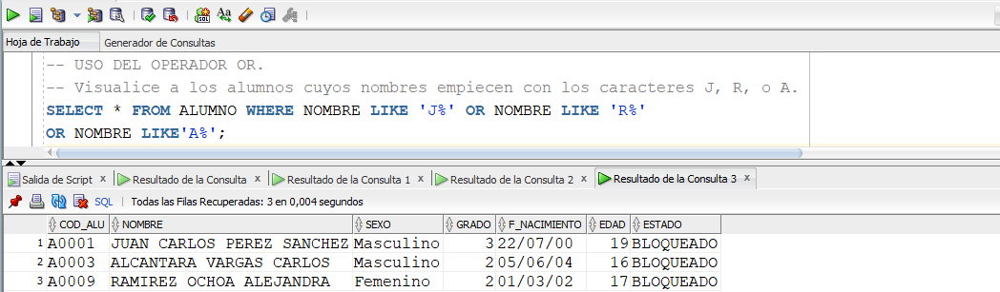 Hoja de Trabajo Generador de Consultas
-- USO DEL OPERADOR OR.
-- Visualice a los alumnos cuyos nombres empiecen con los caracteres J, R, o A.
SELECT * FROM ALUMNO WHERE NOMBRE LIKE 'J%' OR NOMBRE LIKE 'R%'
OR NOMBRE LIKE'A%';
Salida de Script x Resultado de la Consulta x Resultado de la Consulta 1 x Resultado de la Consulta 2 x Resultado de la Consulta 3 x
SQL | Todas las Filas Recuperadas: 3 en 0,004 segundos
COD_ALU NOMBRE SEXO GRADO F_NACIMIENTO EDAD ESTADO
1 A0001 JUAN CARLOS PEREZ SANCHEZ Masculino 3 22/07/00 19 BLOQUEADO
2 A0003 ALCANTARA VARGAS CARLOS Masculino 2 05/06/04 16 BLOQUEADO
3 A0009 RAMIREZ OCHOA ALEJANDRA Femenino 2 01/03/02 17 BLOQUEADO